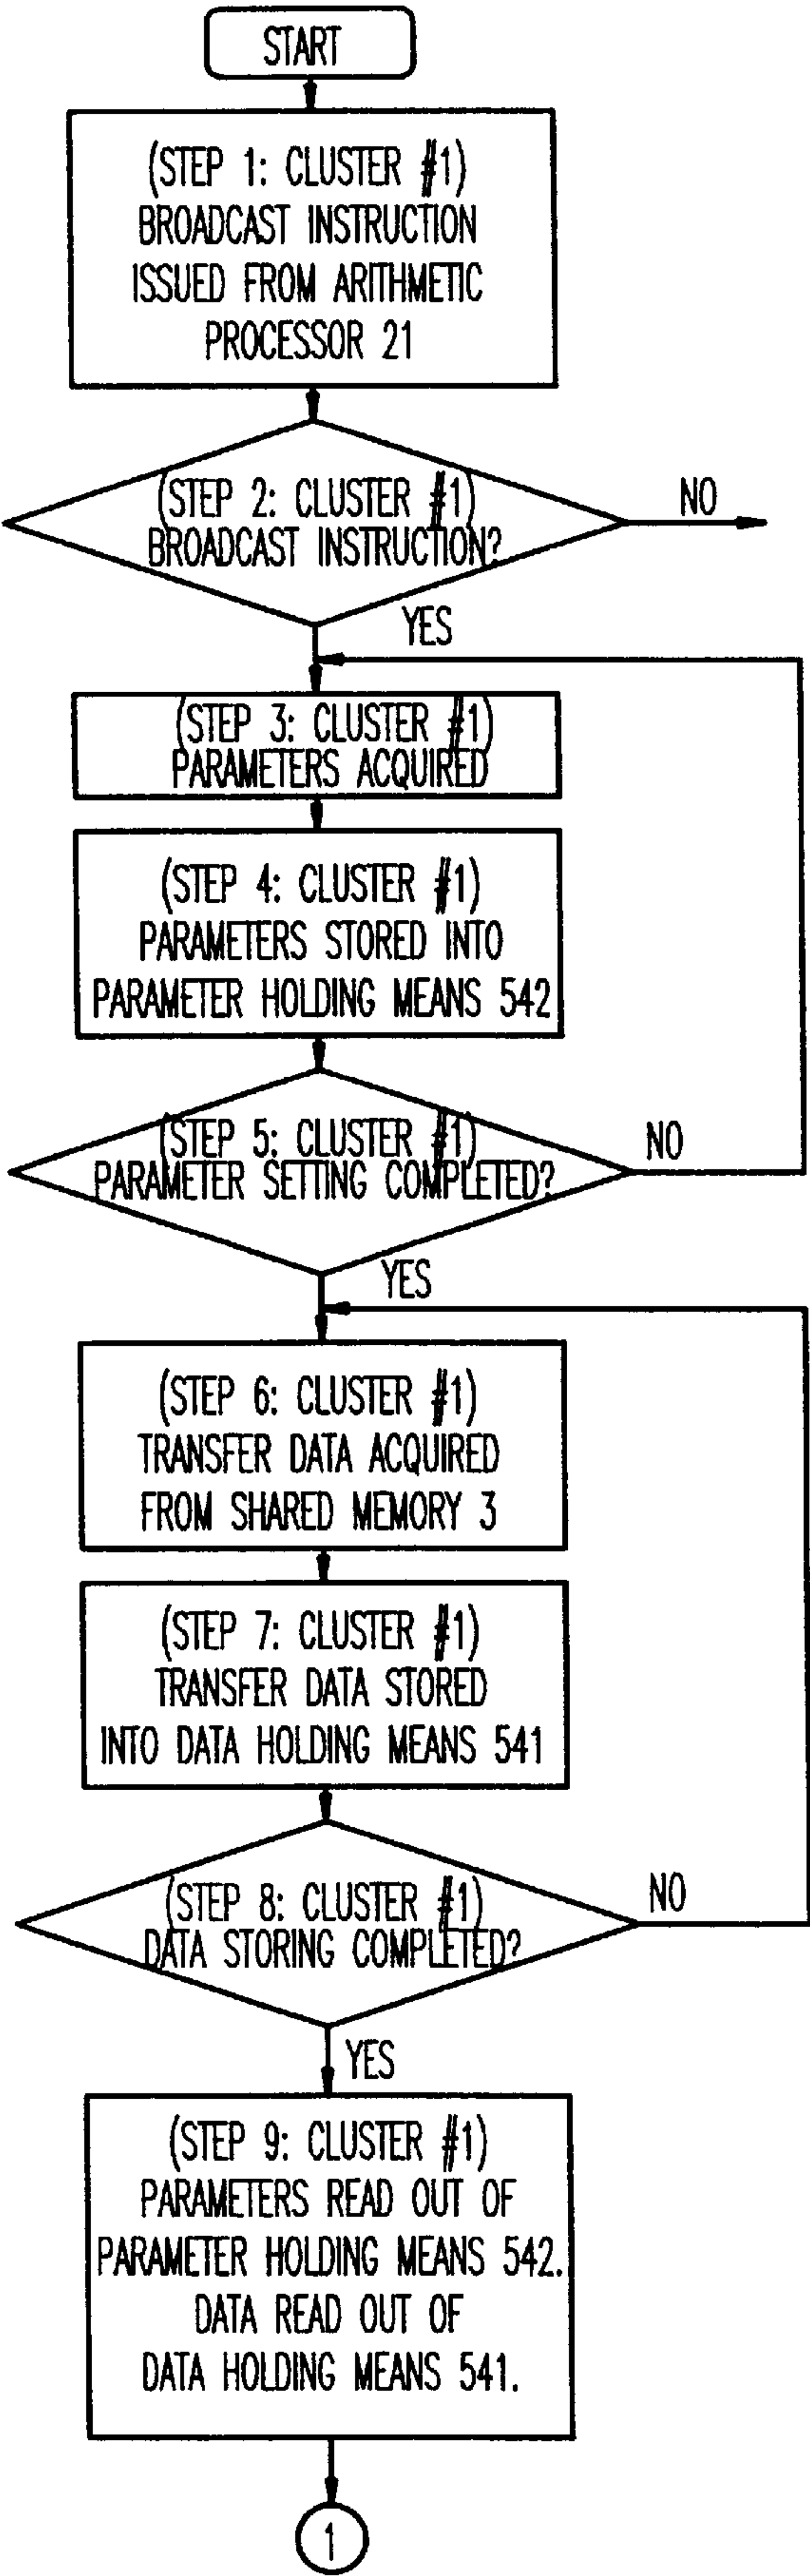 START
(STEP 1: CLUSTER #1)
BROADCAST INSTRUCTION
ISSUED FROM ARITHMETIC
PROCESSOR 21
(STEP 2: CLUSTER #1)
BROADCAST INSTRUCTION?
NO
YES
(STEP 3: CLUSTER #1)
PARAMETERS ACQUIRED
(STEP 4: CLUSTER #1)
PARAMETERS STORED INTO
PARAMETER HOLDING MEANS 542
(STEP 5: CLUSTER #1)
PARAMETER SETTING COMPLETED?
NO
YES
(STEP 6: CLUSTER #1)
TRANSFER DATA ACQUIRED
FROM SHARED MEMORY 3
(STEP 7: CLUSTER #1)
TRANSFER DATA STORED
INTO DATA HOLDING MEANS 541
(STEP 8: CLUSTER #1)
DATA STORING COMPLETED?
NO
YES
(STEP 9: CLUSTER #1)
PARAMETERS READ OUT OF
PARAMETER HOLDING MEANS 542.
DATA READ OUT OF
DATA HOLDING MEANS 541.
1